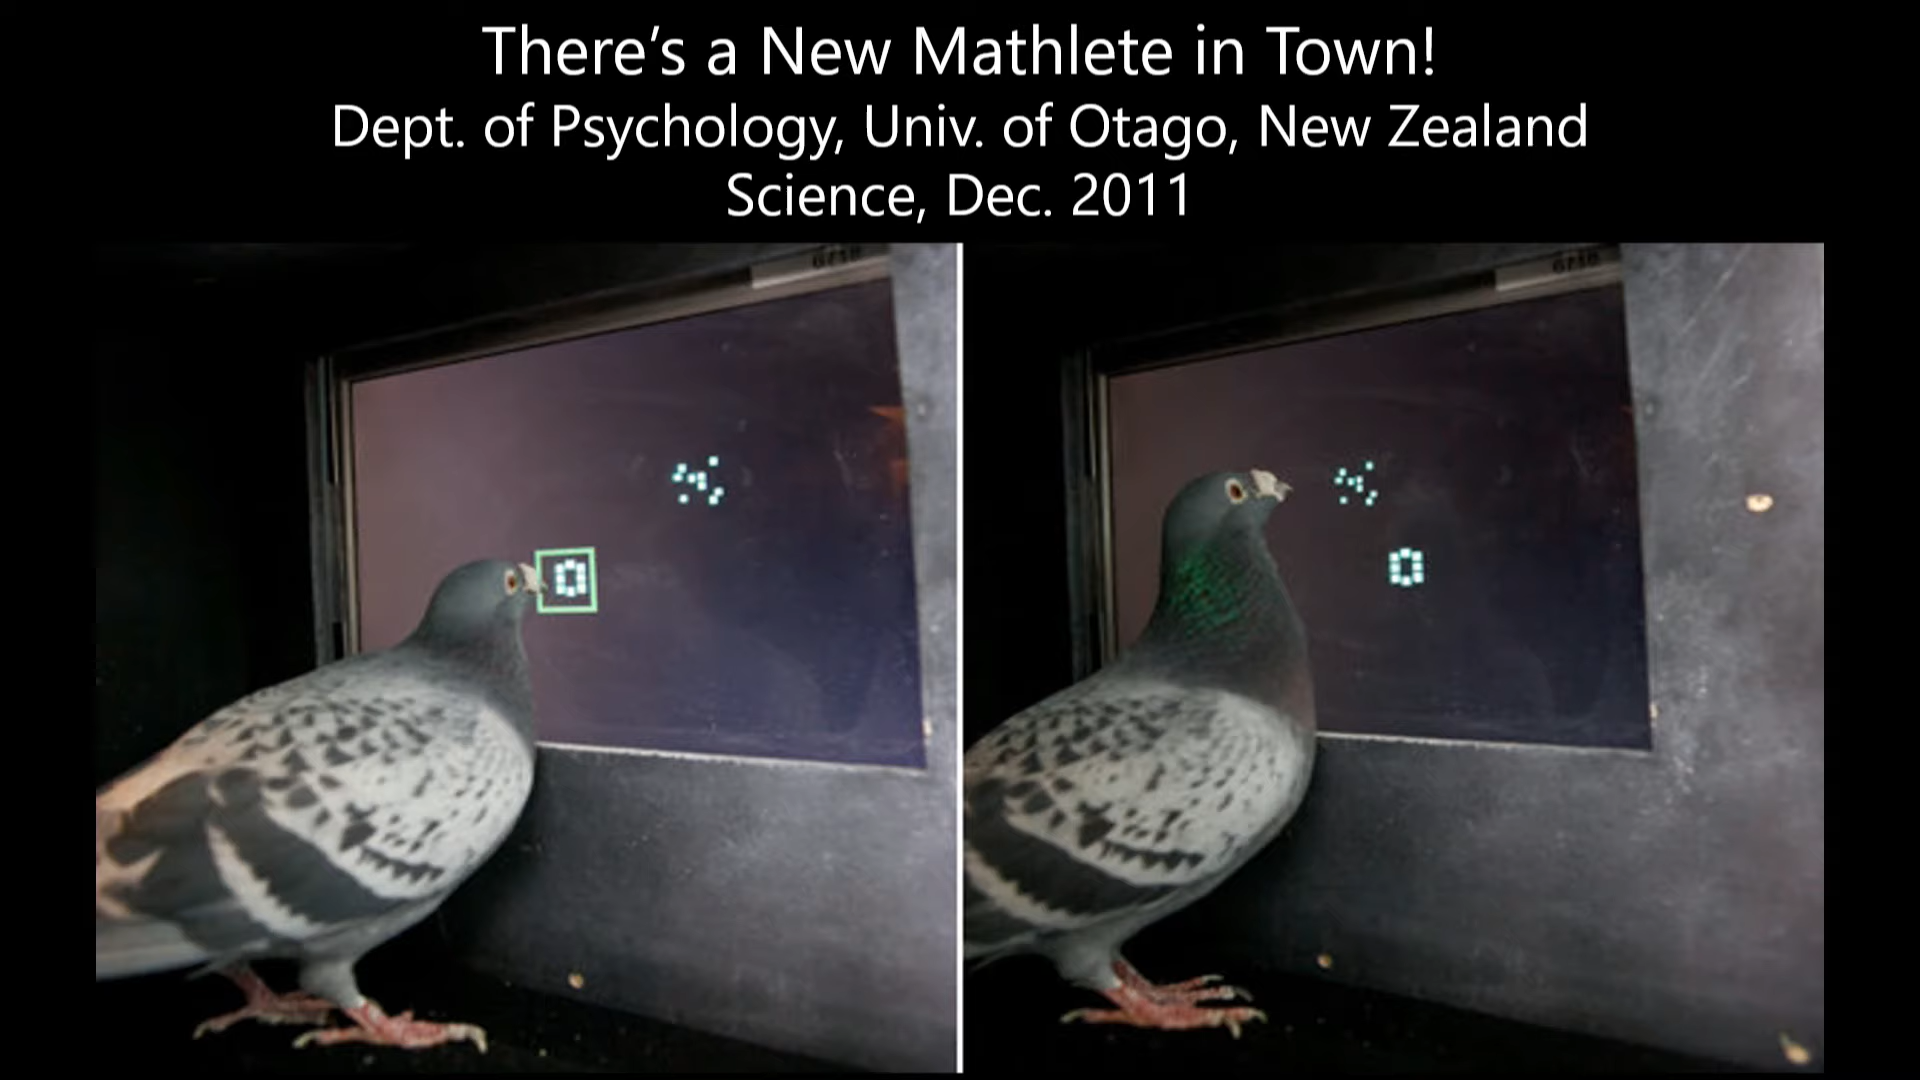 There's a New Mathlete in Town!
Dept. of Psychology, Univ. of Otago, New Zealand
Science, Dec. 2011